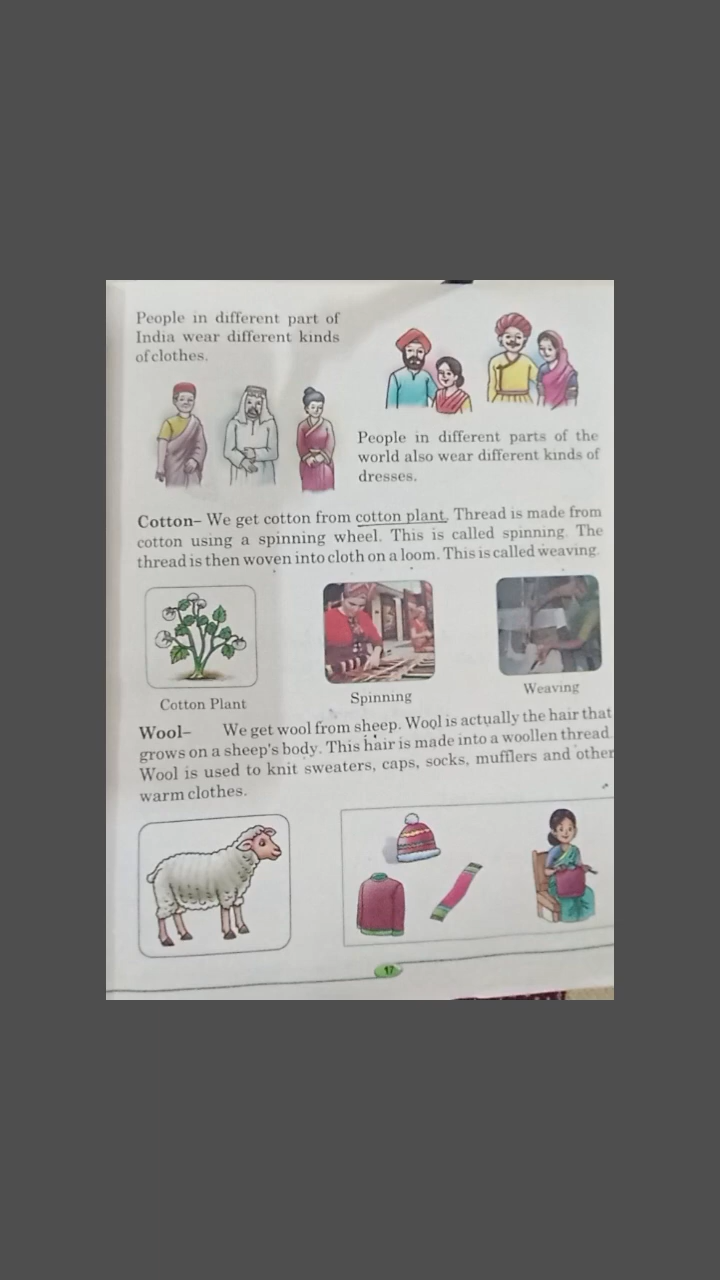 People in different part of
India wear different kinds
of clothes.
People in different parts of the
world also wear different kinds of
dresses.
Cotton– We get cotton from cotton plant. Thread is made from
cotton using a spinning wheel. This is called spinning. The
thread is then woven into cloth on a loom. This is called weaving.
Cotton Plant
Spinning
Weaving
Wool– We get wool from sheep. Wool is actually the hair that
grows on a sheep's body. This hair is made into a woollen thread.
Wool is used to knit sweaters, caps, socks, mufflers and other
warm clothes.
17